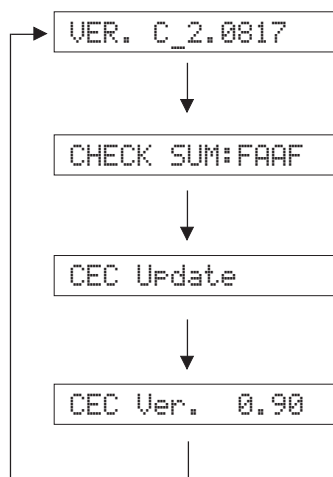 VER. C_2.0817
CHECK SUM:FAAF
CEC Update
CEC Ver. 0.90